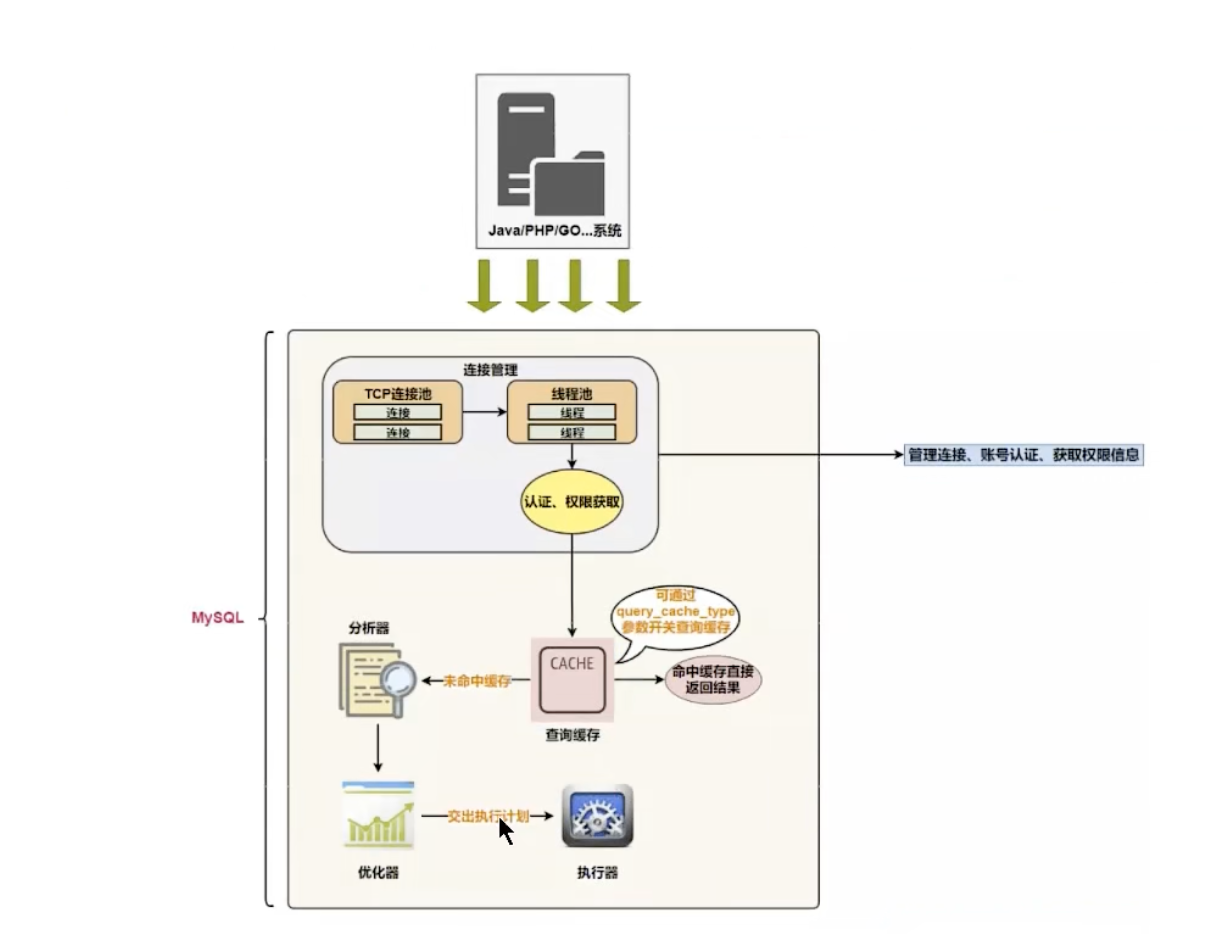 Java/PHP/GO...系统
连接管理
TCP连接池
连接
连接
线程池
线程
线程
认证、权限获取
管理连接、账号认证、获取权限信息
MySQL
可通过
query_cache_type
参数开关查询缓存
分析器
CACHE
未命中缓存
命中缓存直接
返回结果
查询缓存
交出执行计划
优化器
执行器